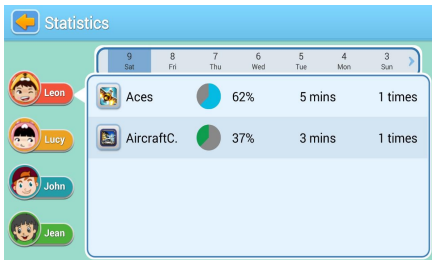 Statistics
9 8 7 6 5 4 3
Sat Fri Thu Wed Tue Mon Sun
Leon
Aces 62% 5 mins 1 times
Lucy
AircraftC. 37% 3 mins 1 times
John
Jean